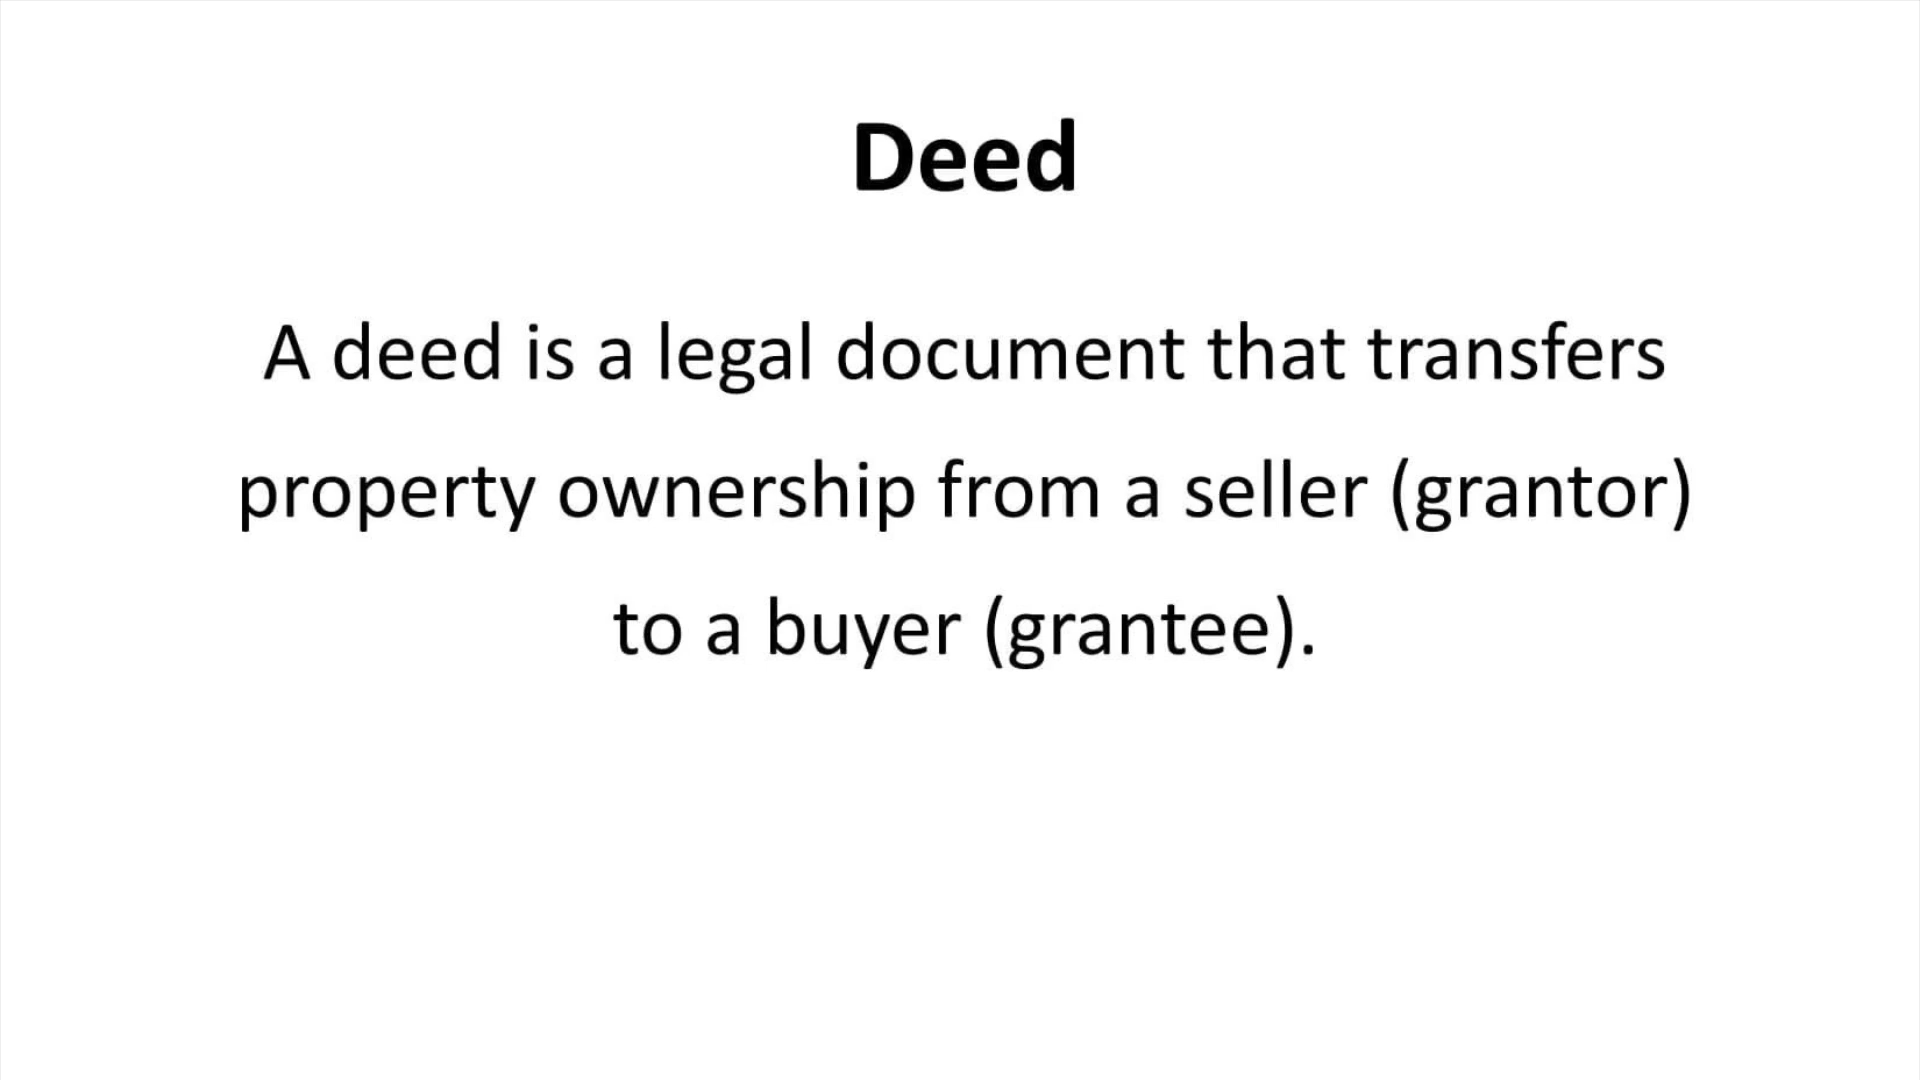 Deed
A deed is a legal document that transfers
property ownership from a seller (grantor)
to a buyer (grantee).